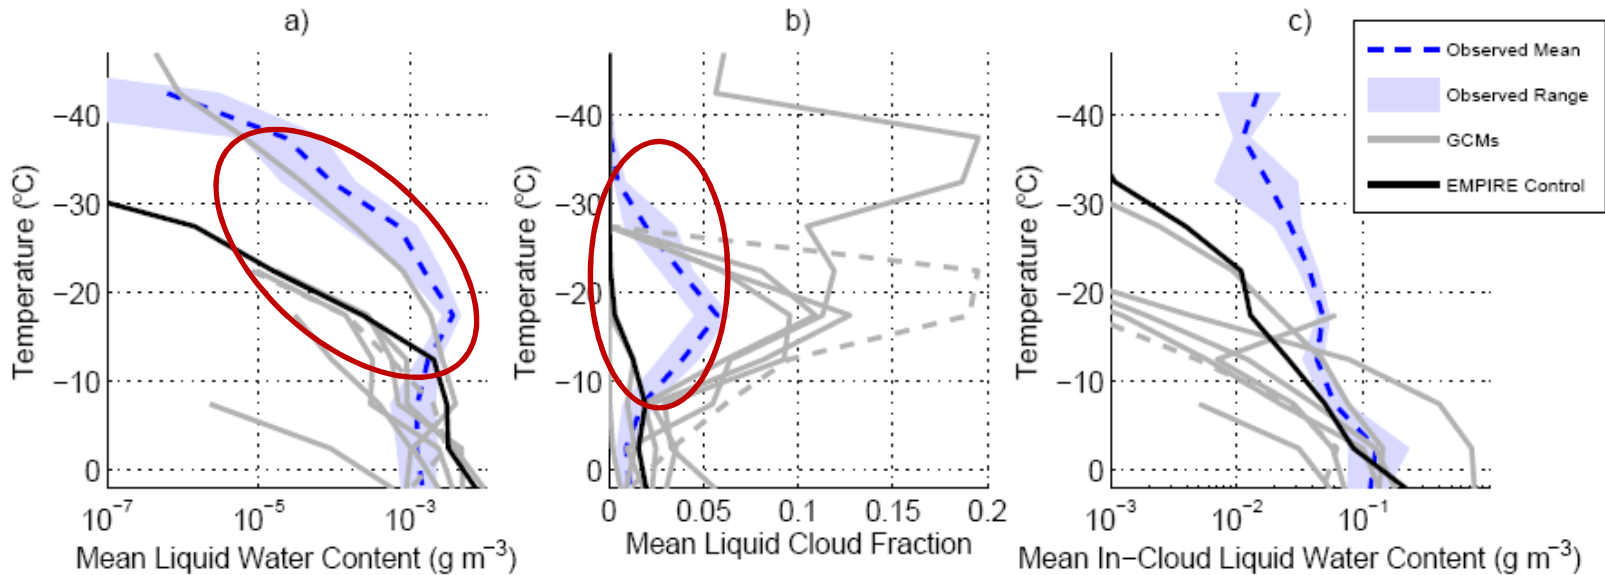 a)
b)
c)
Observed Mean
Observed Range
GCMs
EMPIRE Control
Temperature (ºC)
−40
−30
−20
−10
0
10⁻⁷
10⁻⁵
10⁻³
Mean Liquid Water Content (g m⁻³)
Temperature (ºC)
−40
−30
−20
−10
0
0
0.05
0.1
0.15
0.2
Mean Liquid Cloud Fraction
Temperature (ºC)
−40
−30
−20
−10
0
10⁻³
10⁻²
10⁻¹
Mean In−Cloud Liquid Water Content (g m⁻³)